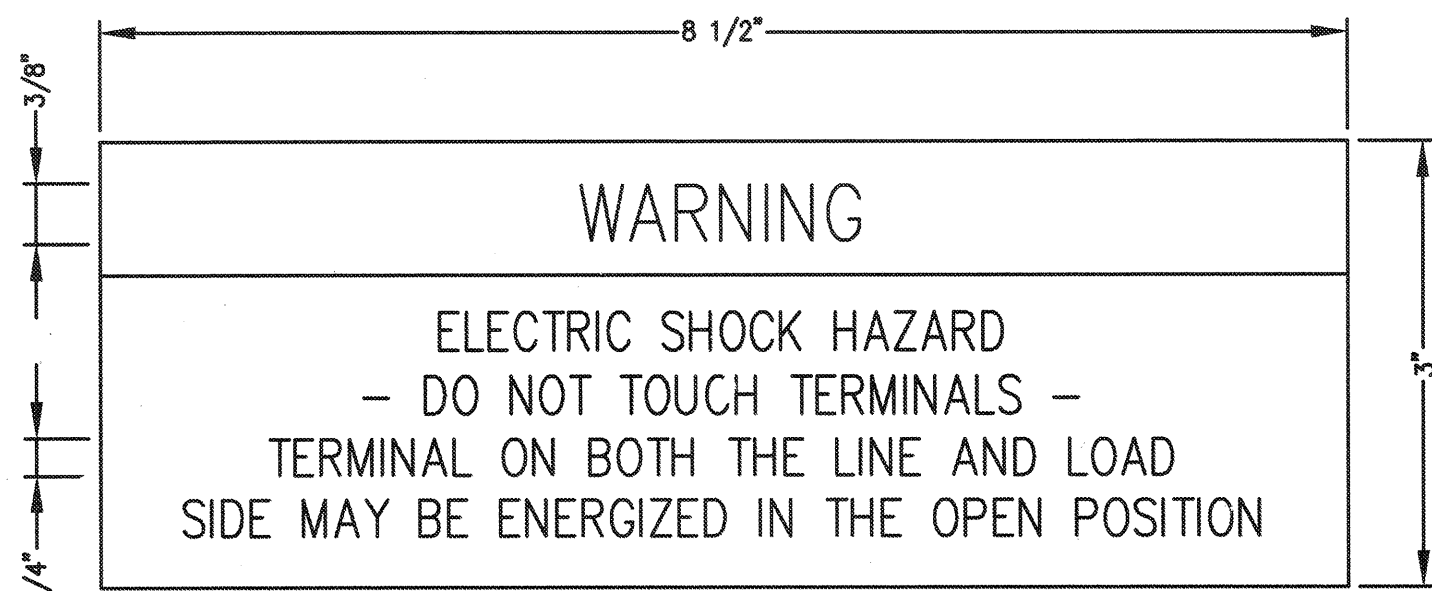 8 1/2"
3/8"
WARNING
ELECTRIC SHOCK HAZARD
- DO NOT TOUCH TERMINALS -
3"
TERMINAL ON BOTH THE LINE AND LOAD
SIDE MAY BE ENERGIZED IN THE OPEN POSITION
/4"